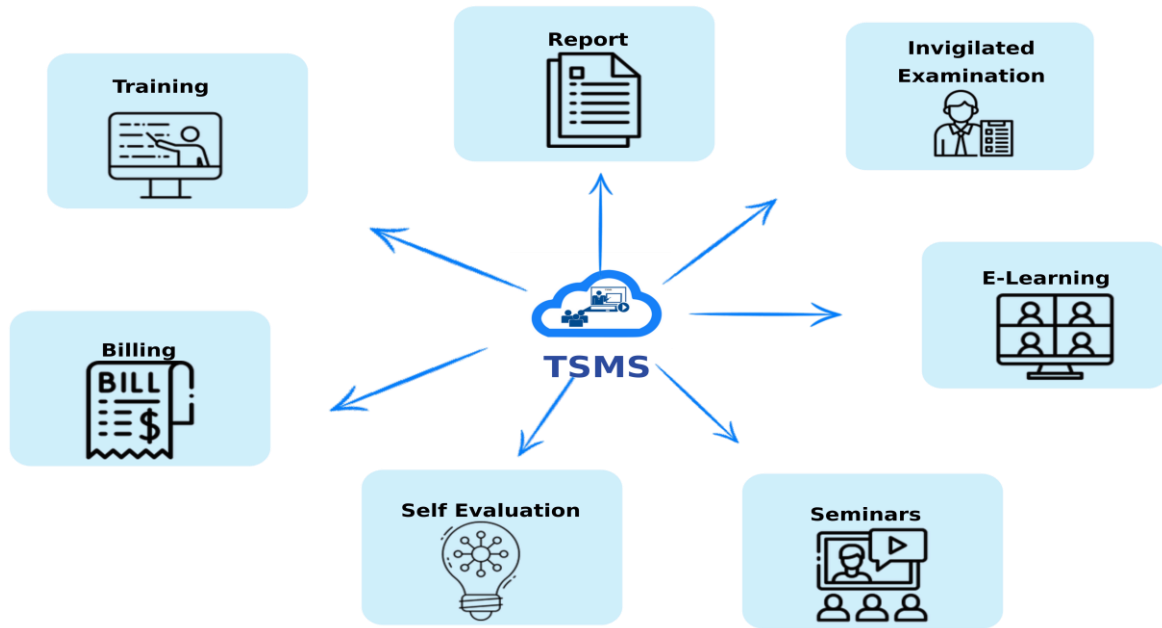 Report
Invigilated
Examination
Training
E-Learning
TSMS
Billing
BILL
$
Self Evaluation
Seminars